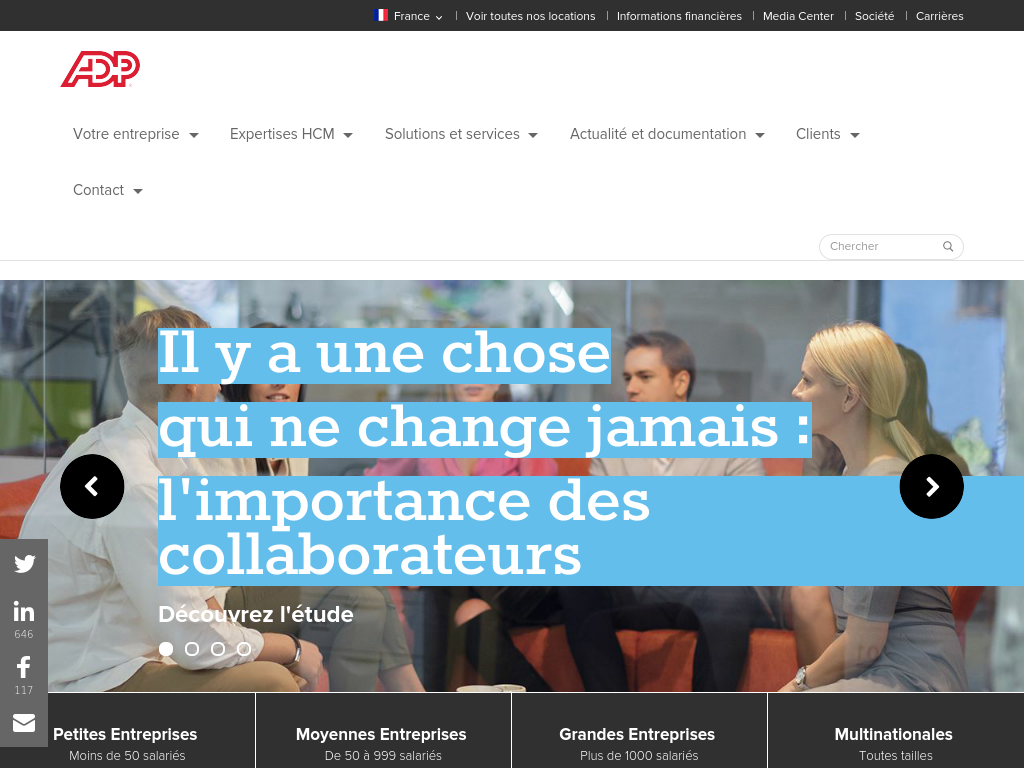 France
Voir toutes nos locations
Informations financières
Media Center
Société
Carrières
ADP
Votre entreprise
Expertises HCM
Solutions et services
Actualité et documentation
Clients
Contact
Chercher
Il y a une chose
qui ne change jamais :
l'importance des
collaborateurs
Découvrez l'étude
in
646
117
Petites Entreprises
Moins de 50 salariés
Moyennes Entreprises
De 50 à 999 salariés
Grandes Entreprises
Plus de 1000 salariés
Multinationales
Toutes tailles